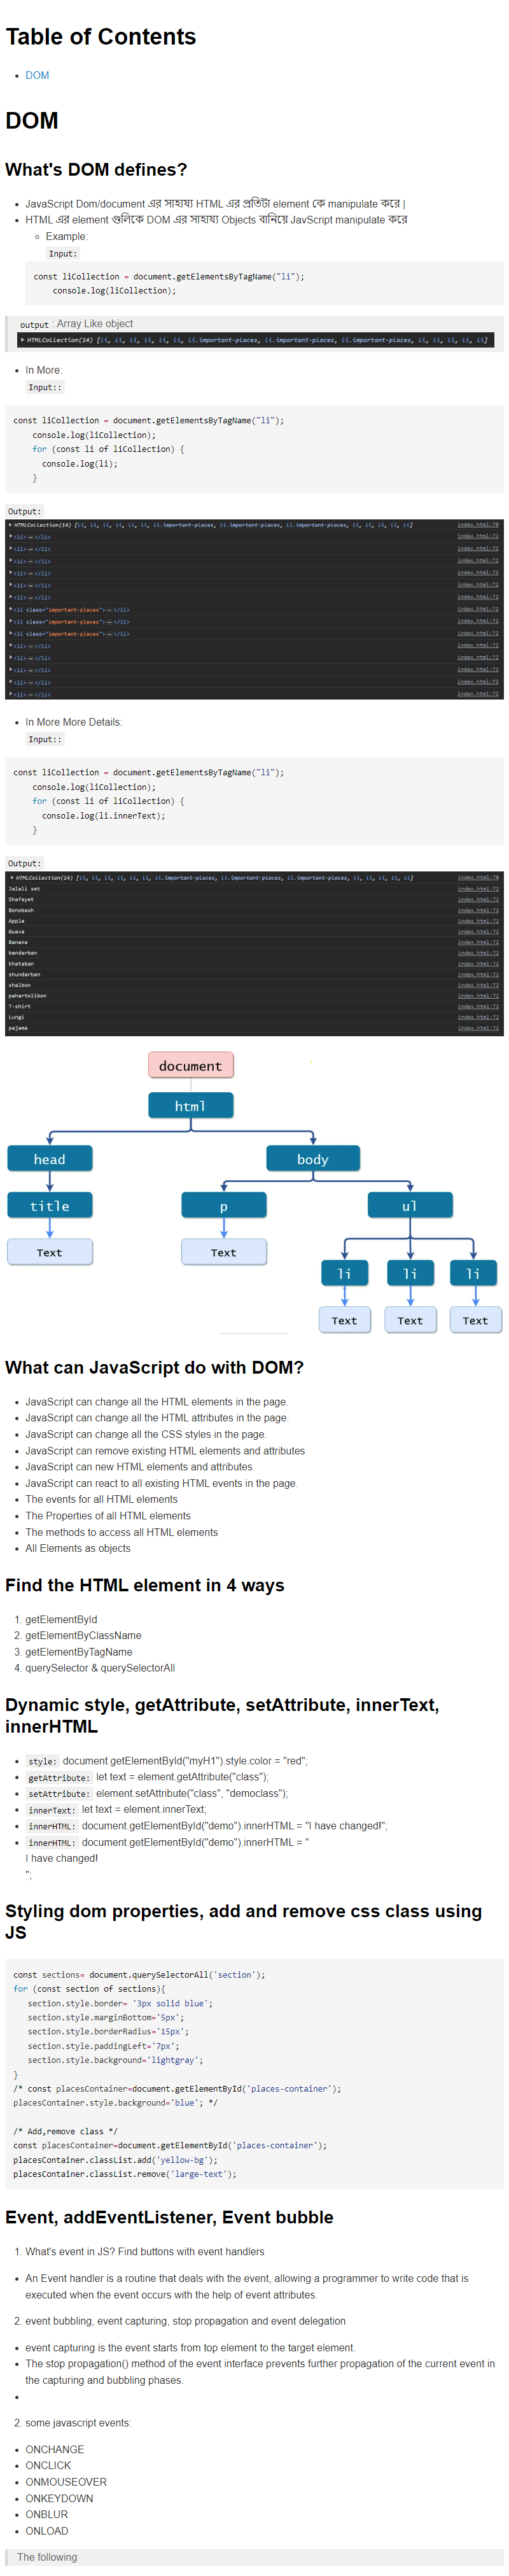 Table of Contents
• DOM
DOM
What's DOM defines?
• JavaScript Dom/document এর সাহায্য HTML এর প্রতিটা element কে manipulate করে |
• HTML এর element গুলিকে DOM এর সাহায্য Objects বানিয়ে JavScript manipulate করে
◦ Example:
Input:
const liCollection = document.getElementsByTagName("li");
console.log(liCollection);
output : Array Like object
▶ HTMLCollection(14) [li, li, li, li, li, li, li.important-places, li.important-places, li.important-places, li, li, li, li, li]
• In More:
Input::
const liCollection = document.getElementsByTagName("li");
console.log(liCollection);
for (const li of liCollection) {
console.log(li);
}
Output:
▶ HTMLCollection(14) [li, li, li, li, li, li, li.important-places, li.important-places, li.important-places, li, li, li, li, li] index.html:70
▶ <li>⋯</li> index.html:72
▶ <li>⋯</li> index.html:72
▶ <li>⋯</li> index.html:72
▶ <li>⋯</li> index.html:72
▶ <li>⋯</li> index.html:72
▶ <li>⋯</li> index.html:72
▶ <li class="important-places">⋯</li> index.html:72
▶ <li class="important-places">⋯</li> index.html:72
▶ <li class="important-places">⋯</li> index.html:72
▶ <li>⋯</li> index.html:72
▶ <li>⋯</li> index.html:72
▶ <li>⋯</li> index.html:72
▶ <li>⋯</li> index.html:72
▶ <li>⋯</li> index.html:72
• In More More Details:
Input::
const liCollection = document.getElementsByTagName("li");
console.log(liCollection);
for (const li of liCollection) {
console.log(li.innerText);
}
Output:
▶ HTMLCollection(14) [li, li, li, li, li, li, li.important-places, li.important-places, li.important-places, li, li, li, li, li] index.html:70
Jalali set index.html:72
Shafayet index.html:72
Bonobash index.html:72
Apple index.html:72
Guava index.html:72
Banana index.html:72
bandarban index.html:72
khataban index.html:72
shundarban index.html:72
shalbon index.html:72
pahartolibon index.html:72
T-shirt index.html:72
Lungi index.html:72
pajama index.html:72
document
html
head body
title p ul
Text Text
li li li
Text Text Text
What can JavaScript do with DOM?
• JavaScript can change all the HTML elements in the page.
• JavaScript can change all the HTML attributes in the page.
• JavaScript can change all the CSS styles in the page.
• JavaScript can remove existing HTML elements and attributes
• JavaScript can new HTML elements and attributes
• JavaScript can react to all existing HTML events in the page.
• The events for all HTML elements
• The Properties of all HTML elements
• The methods to access all HTML elements
• All Elements as objects
Find the HTML element in 4 ways
1. getElementById
2. getElementByClassName
3. getElementByTagName
4. querySelector & querySelectorAll
Dynamic style, getAttribute, setAttribute, innerText,
innerHTML
• style: document.getElementById("myH1").style.color = "red";
• getAttribute: let text = element.getAttribute("class");
• setAttribute: element.setAttribute("class", "democlass");
• innerText: let text = element.innerText;
• innerHTML: document.getElementById("demo").innerHTML = "I have changed!";
• innerHTML: document.getElementById("demo").innerHTML = "
I have changed!
";
Styling dom properties, add and remove css class using
JS
const sections= document.querySelectorAll('section');
for (const section of sections){
section.style.border= '3px solid blue';
section.style.marginBottom='5px';
section.style.borderRadius='15px';
section.style.paddingLeft='7px';
section.style.background='lightgray';
}
/* const placesContainer=document.getElementById('places-container');
placesContainer.style.background='blue'; */
/* Add,remove class */
const placesContainer=document.getElementById('places-container');
placesContainer.classList.add('yellow-bg');
placesContainer.classList.remove('large-text');
Event, addEventListener, Event bubble
1. What's event in JS? Find buttons with event handlers
• An Event handler is a routine that deals with the event, allowing a programmer to write code that is
executed when the event occurs with the help of event attributes.
2. event bubbling, event capturing, stop propagation and event delegation
• event capturing is the event starts from top element to the target element.
• The stop propagation() method of the event interface prevents further propagation of the current event in
the capturing and bubbling phases.
•
2. some javascript events:
• ONCHANGE
• ONCLICK
• ONMOUSEOVER
• ONKEYDOWN
• ONBLUR
• ONLOAD
The following